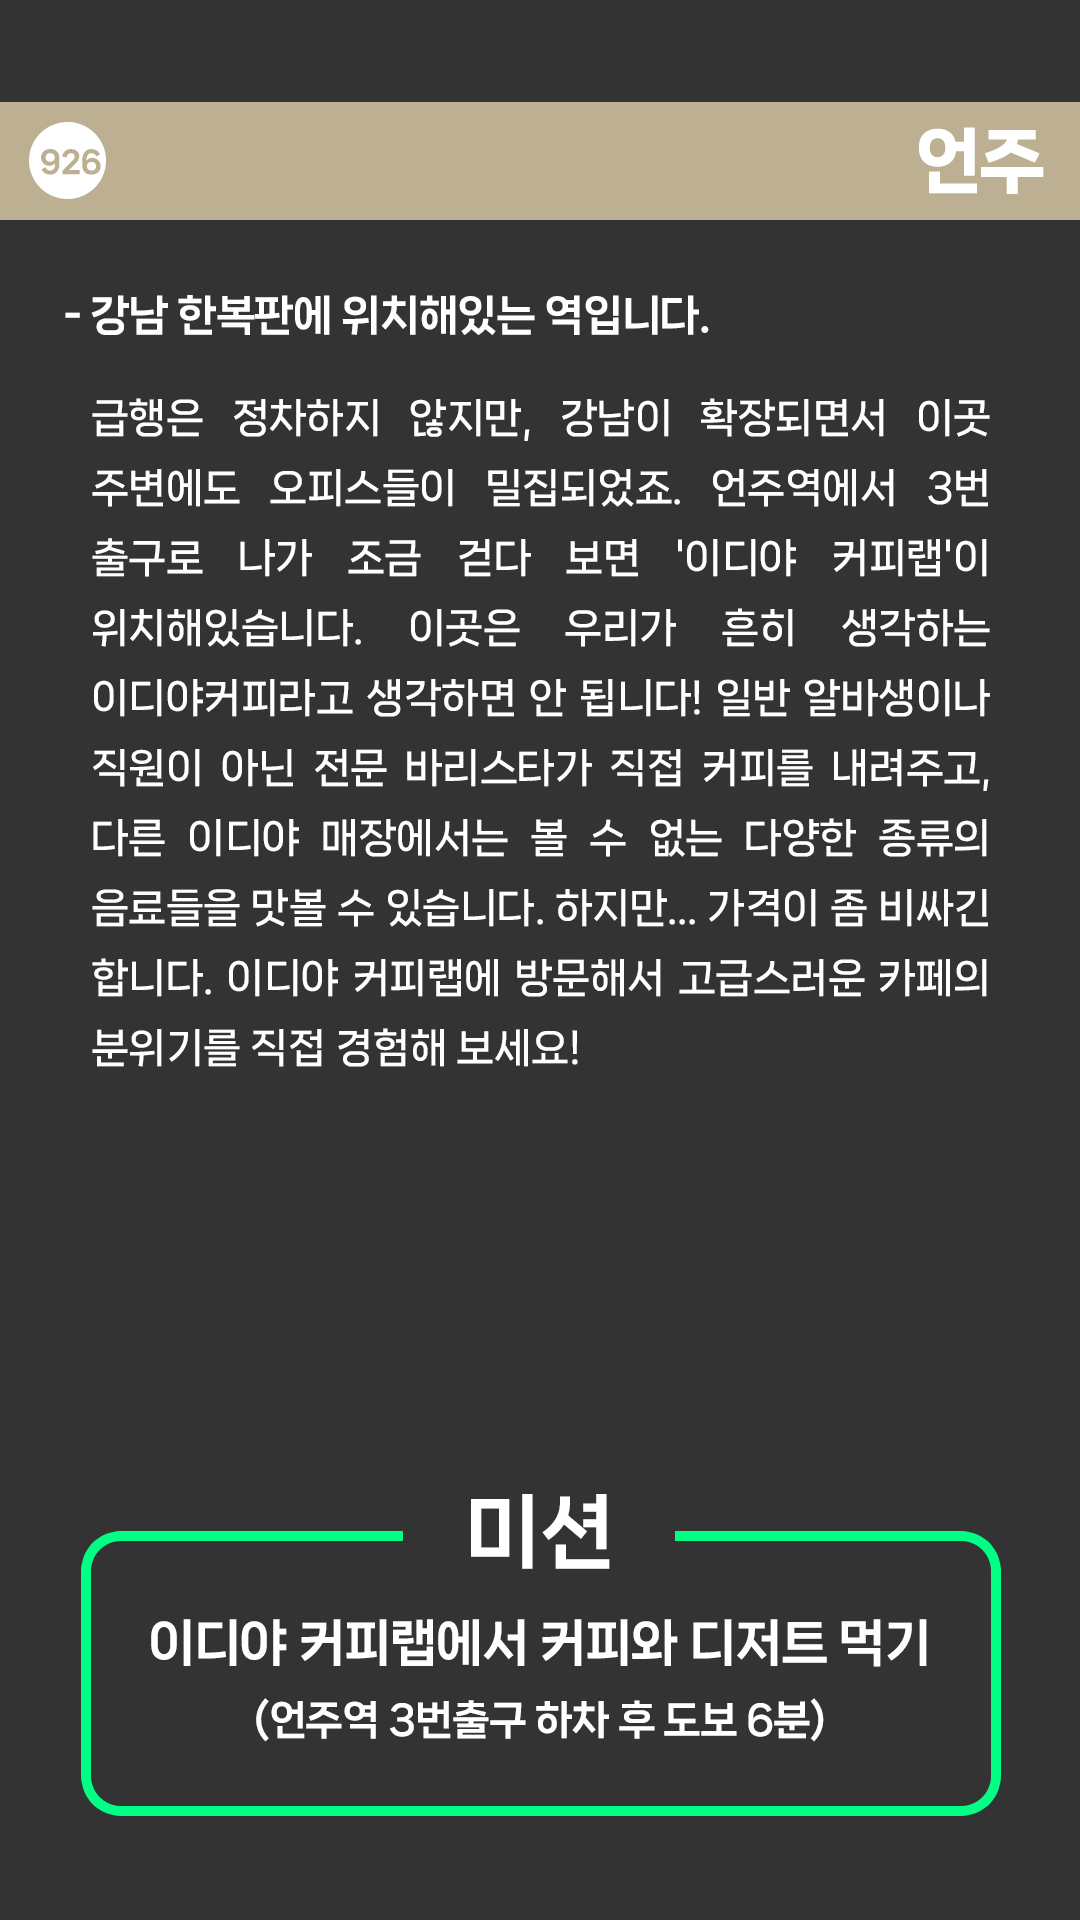 926
언주
- 강남 한복판에 위치해있는 역입니다.
급행은 정차하지 않지만, 강남이 확장되면서 이곳
주변에도 오피스들이 밀집되었죠. 언주역에서 3번
출구로 나가 조금 걷다 보면 '이디야 커피랩'이
위치해있습니다. 이곳은 우리가 흔히 생각하는
이디야커피라고 생각하면 안 됩니다! 일반 알바생이나
직원이 아닌 전문 바리스타가 직접 커피를 내려주고,
다른 이디야 매장에서는 볼 수 없는 다양한 종류의
음료들을 맛볼 수 있습니다. 하지만... 가격이 좀 비싸긴
합니다. 이디야 커피랩에 방문해서 고급스러운 카페의
분위기를 직접 경험해 보세요!
미션
이디야 커피랩에서 커피와 디저트 먹기
(언주역 3번출구 하차 후 도보 6분)